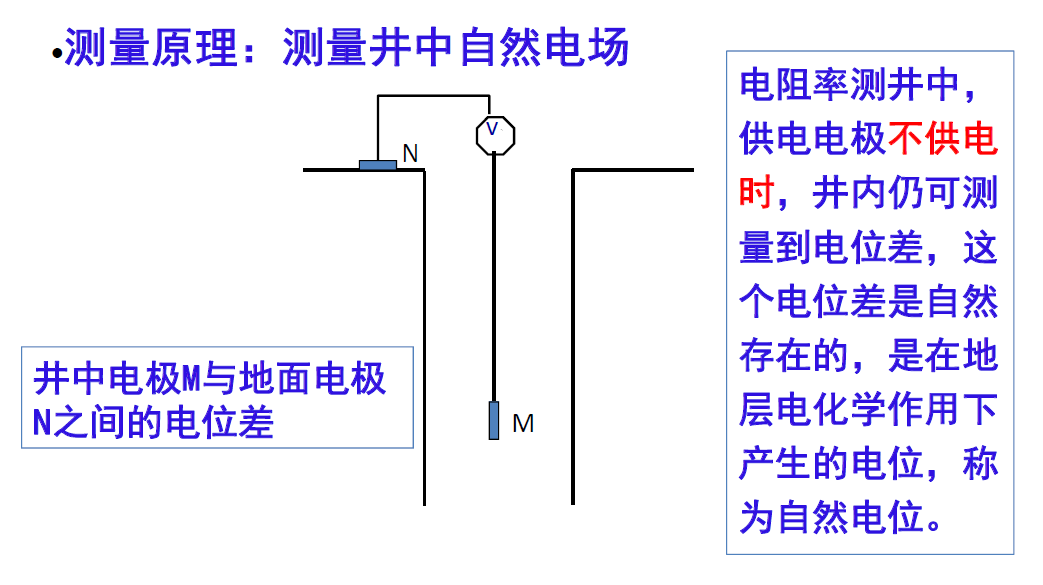 •测量原理：测量井中自然电场
V
N
M
井中电极M与地面电极
N之间的电位差
电阻率测井中，
供电电极不供电
时，井内仍可测
量到电位差，这
个电位差是自然
存在的，是在地
层电化学作用下
产生的电位，称
为自然电位。